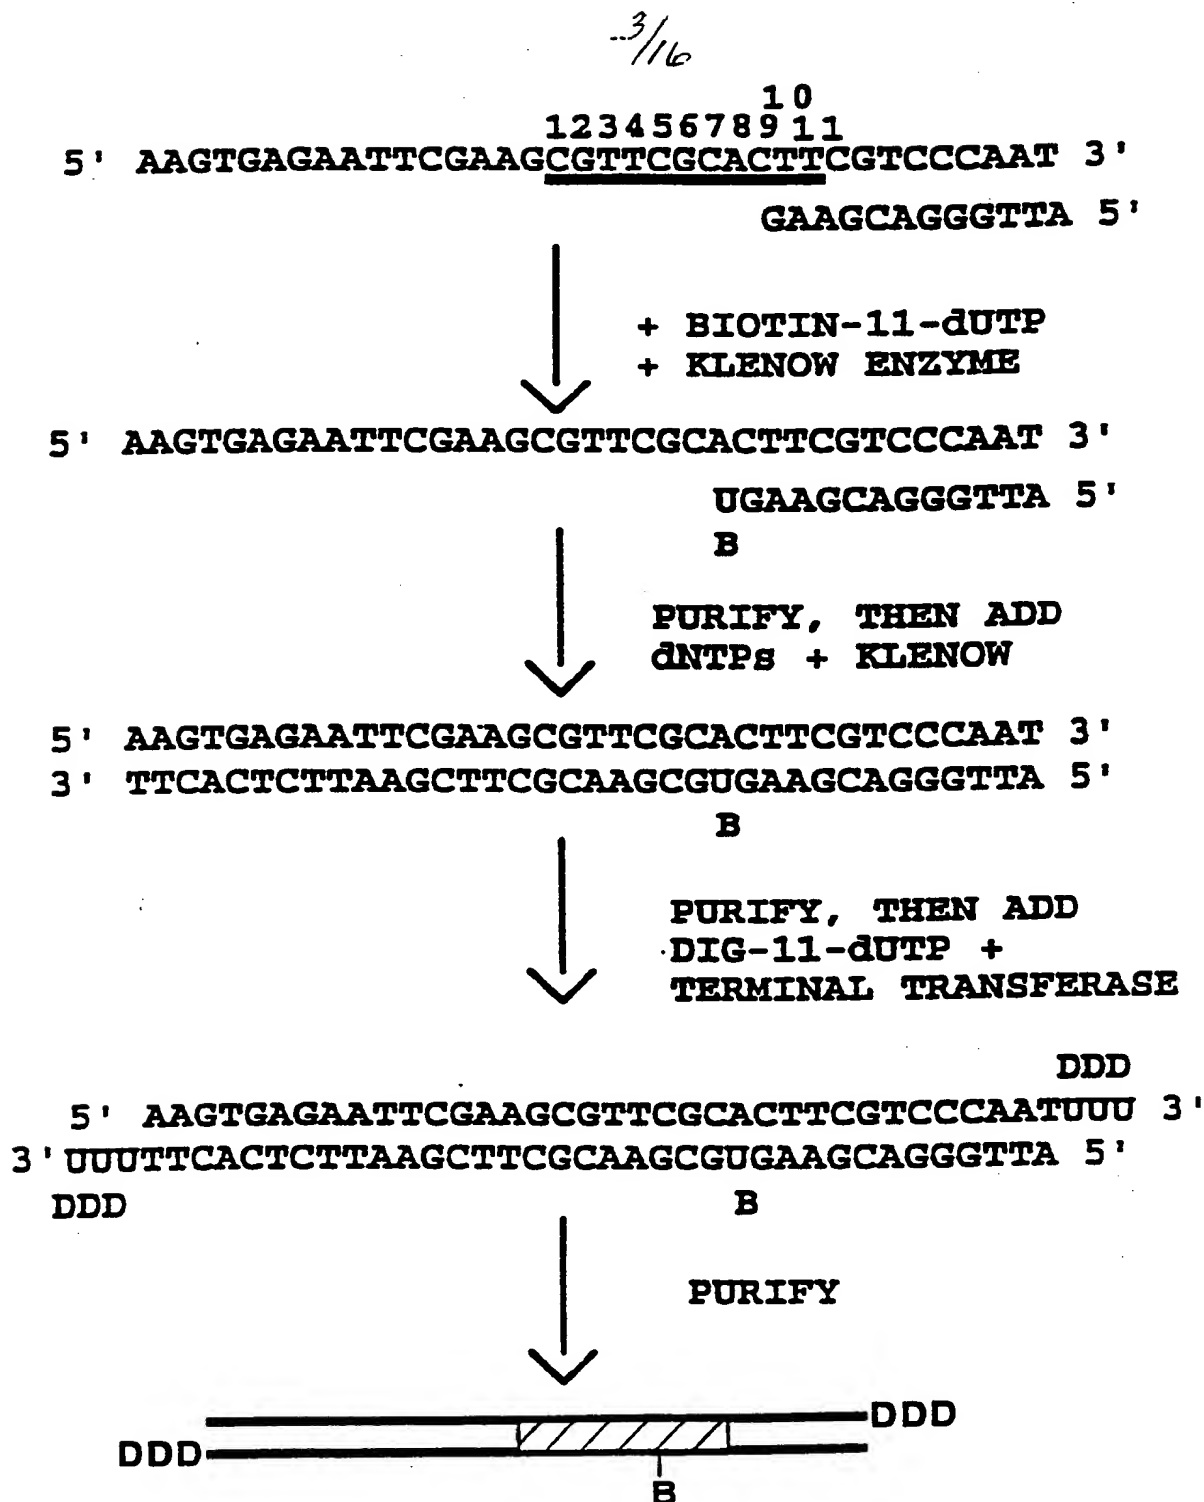 3/16
10
123456789 11
5' AAGTGAGAATTCGAAGCGTTCGCACTTCGTCCCAAT 3'
GAAGCAGGGTTA 5'
+ BIOTIN-11-dUTP
+ KLENOW ENZYME
5' AAGTGAGAATTCGAAGCGTTCGCACTTCGTCCCAAT 3'
UGAAGCAGGGTTA 5'
B
PURIFY, THEN ADD
dNTPs + KLENOW
5' AAGTGAGAATTCGAAGCGTTCGCACTTCGTCCCAAT 3'
3' TTCACTCTTAAGCTTCGCAAGCGUGAAGCAGGGTTA 5'
B
PURIFY, THEN ADD
DIG-11-dUTP +
TERMINAL TRANSFERASE
DDD
5' AAGTGAGAATTCGAAGCGTTCGCACTTCGTCCCAATUUU 3'
3' UUUTTCACTCTTAAGCTTCGCAAGCGUGAAGCAGGGTTA 5'
DDD B
PURIFY
DDD
DDD
B